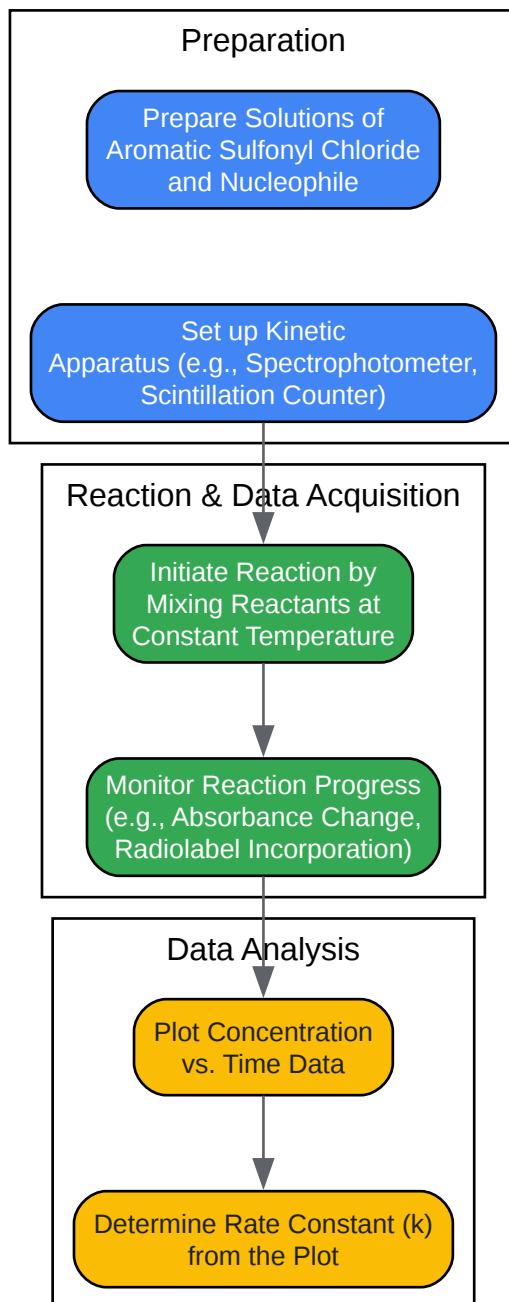 Preparation
Prepare Solutions of
Aromatic Sulfonyl Chloride
and Nucleophile
Set up Kinetic
Apparatus (e.g., Spectrophotometer,
Scintillation Counter)
Reaction & Data Acquisition
Initiate Reaction by
Mixing Reactants at
Constant Temperature
Monitor Reaction Progress
(e.g., Absorbance Change,
Radiolabel Incorporation)
Data Analysis
Plot Concentration
vs. Time Data
Determine Rate Constant (k)
from the Plot